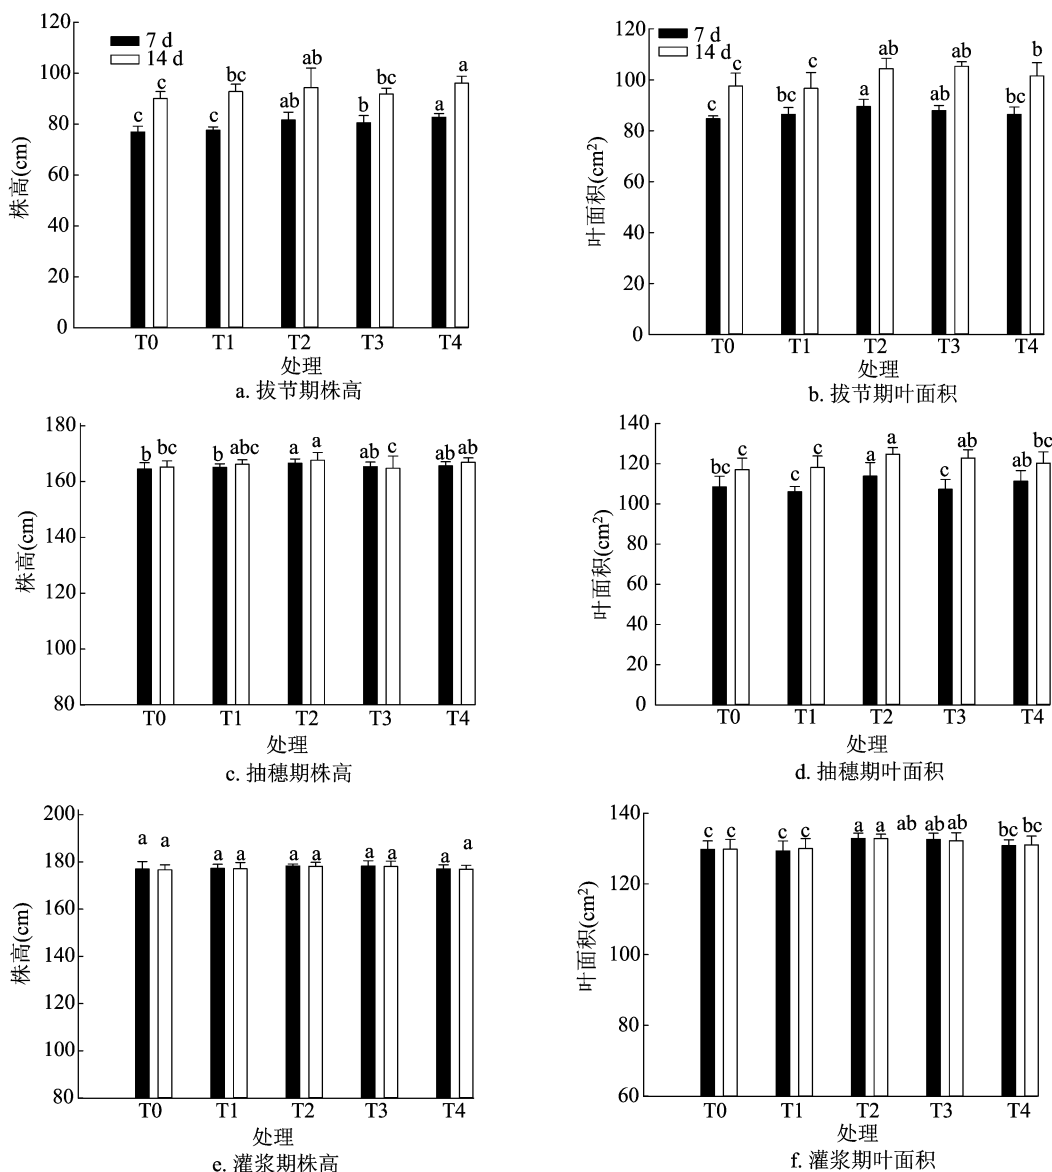 120
100
80
60
40
20
0
株高(cm)
7 d
14 d
c c
c bc
ab ab
b bc
a a
T0 T1 T2 T3 T4
处理
a. 拔节期株高
120
100
80
60
40
20
0
叶面积(cm²)
7 d
14 d
c c
bc c
a ab
ab ab
bc b
T0 T1 T2 T3 T4
处理
b. 拔节期叶面积
180
160
140
120
100
80
株高(cm)
b bc
b abc
a a
ab c
ab ab
T0 T1 T2 T3 T4
处理
c. 抽穗期株高
140
120
100
80
60
40
20
0
叶面积(cm²)
bc c
c c
a a
c ab
ab bc
T0 T1 T2 T3 T4
处理
d. 抽穗期叶面积
200
180
160
140
120
100
80
株高(cm)
a a
a a
a a
a a
a a
T0 T1 T2 T3 T4
处理
e. 灌浆期株高
140
120
100
80
60
叶面积(cm²)
c c
c c
a a
ab ab ab
bc bc
T0 T1 T2 T3 T4
处理
f. 灌浆期叶面积